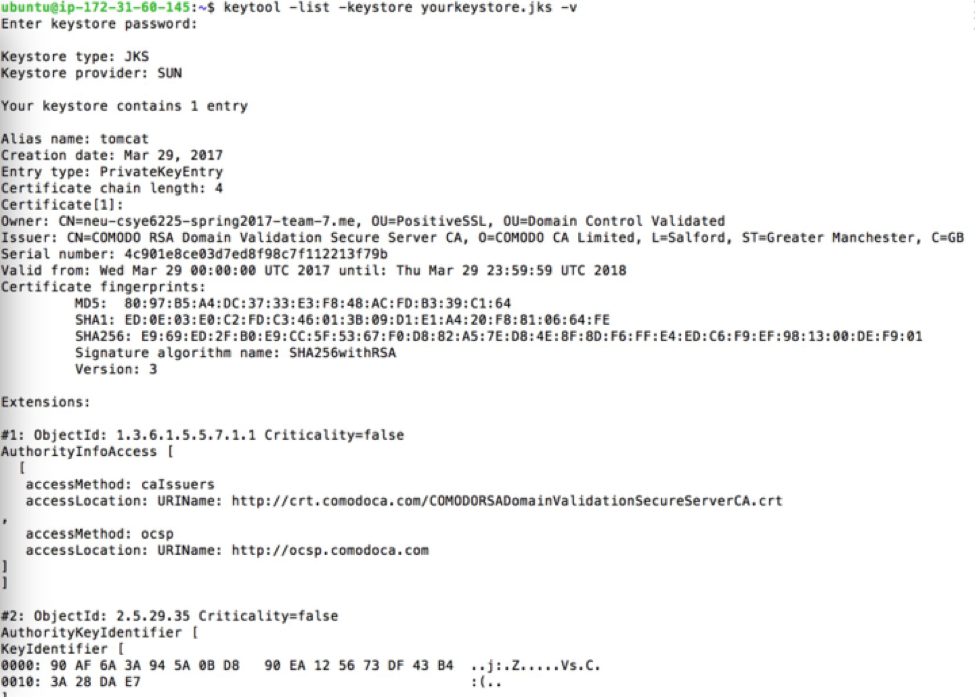 ubuntu@ip-172-31-60-145:~$ keytool -list -keystore yourkeystore.jks -v
Enter keystore password:
Keystore type: JKS
Keystore provider: SUN
Your keystore contains 1 entry
Alias name: tomcat
Creation date: Mar 29, 2017
Entry type: PrivateKeyEntry
Certificate chain length: 4
Certificate[1]:
Owner: CN=neu-csye6225-spring2017-team-7.me, OU=PositiveSSL, OU=Domain Control Validated
Issuer: CN=COMODO RSA Domain Validation Secure Server CA, O=COMODO CA Limited, L=Salford, ST=Greater Manchester, C=GB
Serial number: 4c901e8ce03d7ed8f98c7f112213f79b
Valid from: Wed Mar 29 00:00:00 UTC 2017 until: Thu Mar 29 23:59:59 UTC 2018
Certificate fingerprints:
MD5:  80:97:B5:A4:DC:37:33:E3:F8:48:AC:FD:B3:39:C1:64
SHA1: ED:0E:03:E0:C2:FD:C3:46:01:3B:09:D1:E1:A4:20:F8:81:06:64:FE
SHA256: E9:69:ED:2F:B0:E9:CC:5F:53:67:F0:D8:82:A5:7E:D8:4E:8F:8D:F6:FF:E4:ED:C6:F9:EF:98:13:00:DE:F9:01
Signature algorithm name: SHA256withRSA
Version: 3
Extensions:
#1: ObjectId: 1.3.6.1.5.5.7.1.1 Criticality=false
AuthorityInfoAccess [
[
accessMethod: caIssuers
accessLocation: URIName: http://crt.comodoca.com/COMODORSADomainValidationSecureServerCA.crt
,
accessMethod: ocsp
accessLocation: URIName: http://ocsp.comodoca.com
]
]
#2: ObjectId: 2.5.29.35 Criticality=false
AuthorityKeyIdentifier [
KeyIdentifier [
0000: 90 AF 6A 3A 94 5A 0B D8   90 EA 12 56 73 DF 43 B4  ..j:.Z.....Vs.C.
0010: 3A 28 DA E7                                        :(..